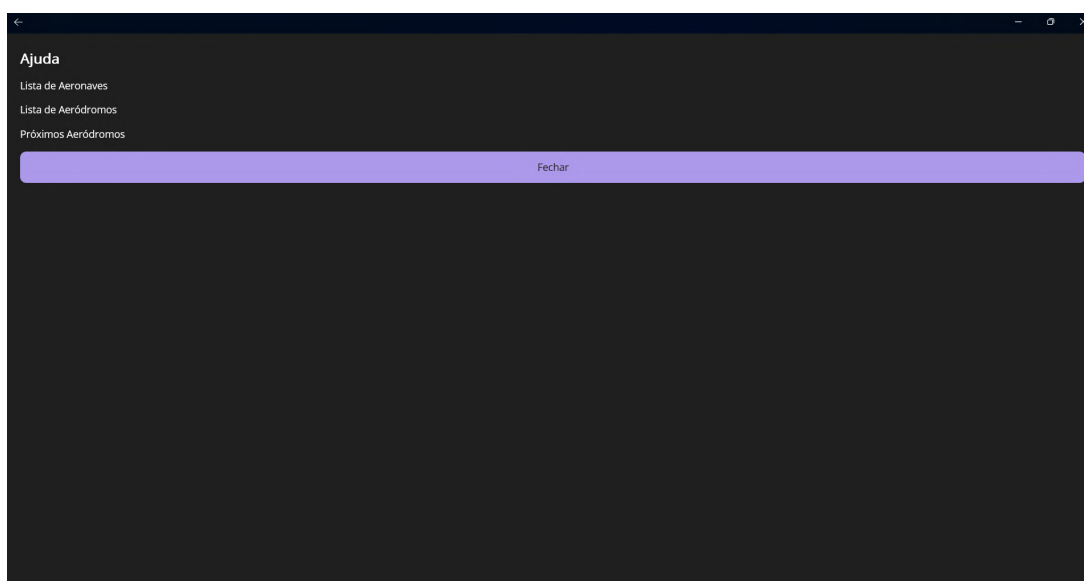 Ajuda
Lista de Aeronaves
Lista de Aeródromos
Próximos Aeródromos
Fechar